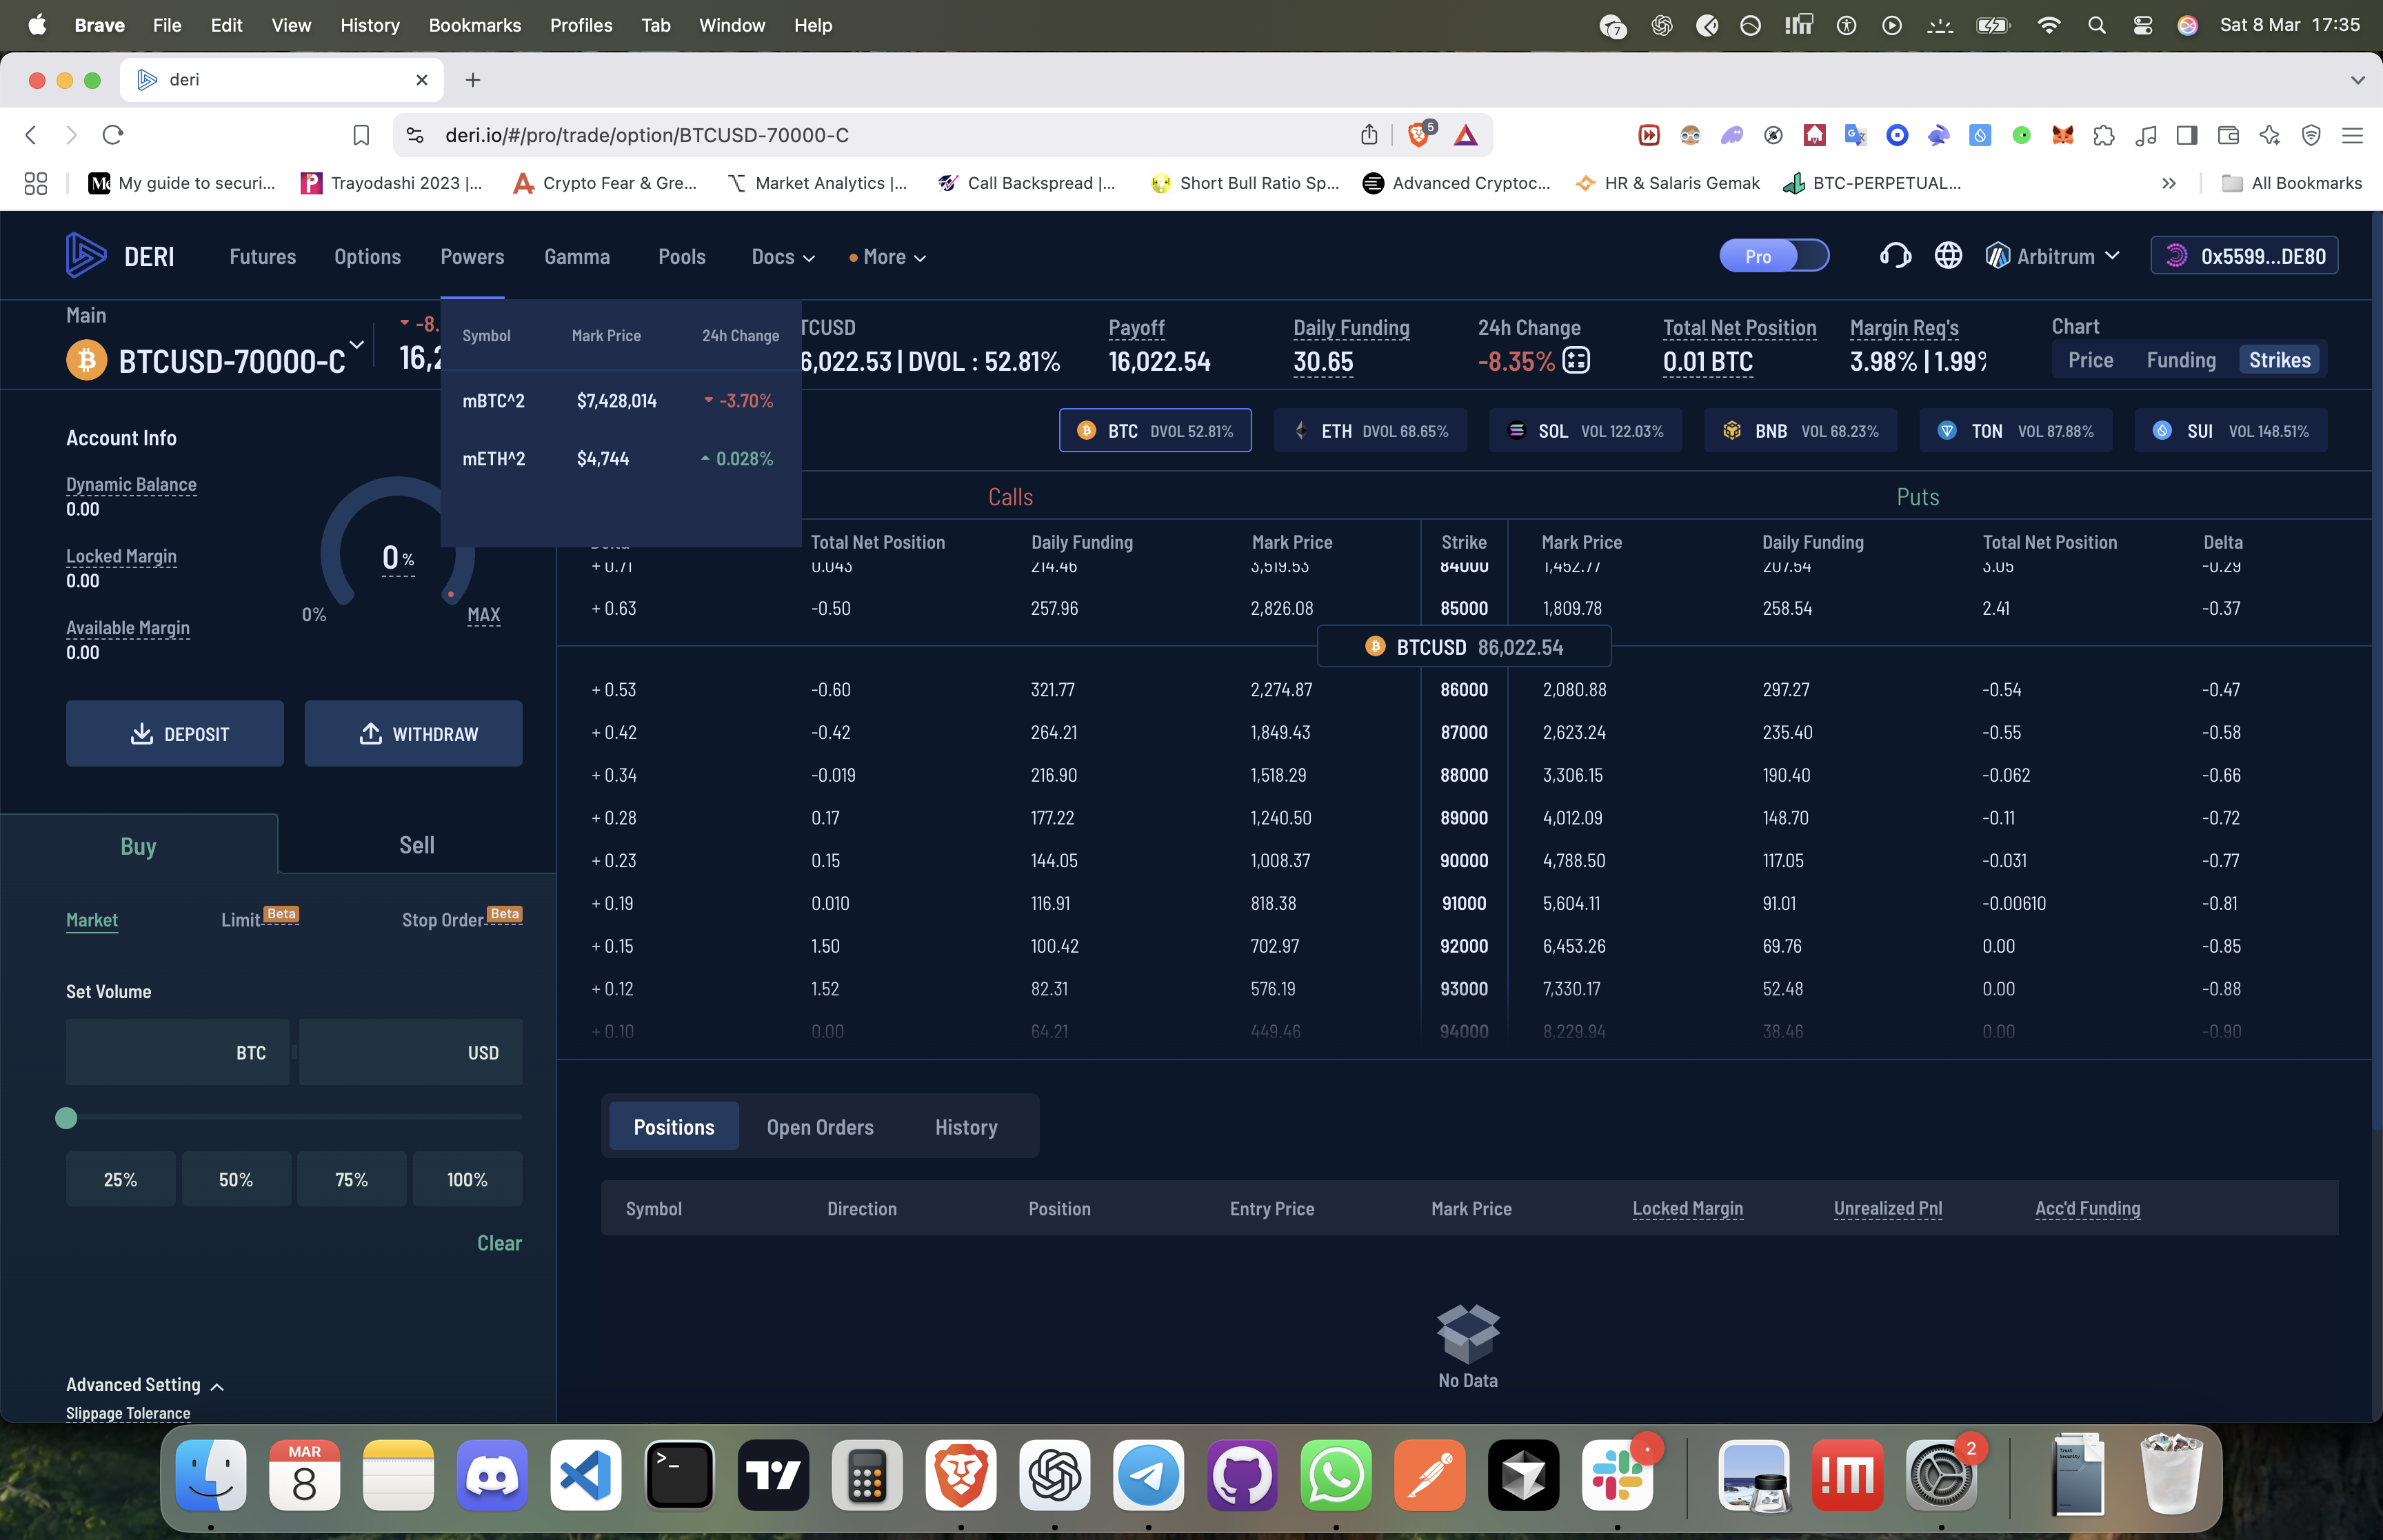 Brave File Edit View History Bookmarks Profiles Tab Window Help 7 Sat 8 Mar 17:35
deri
deri.io/#/pro/trade/option/BTCUSD-70000-C 5
Me My guide to securi... Trayodashi 2023 |... Crypto Fear & Gre... Market Analytics |... Call Backspread |... Short Bull Ratio Sp... Advanced Cryptoc... HR & Salaris Gemak BTC-PERPETUAL... All Bookmarks
DERI Futures Options Powers Gamma Pools Docs More Pro Arbitrum 0x5599...DE80
Main
BTCUSD-70000-C
-8.
16,2
TCUSD
6,022.53 | DVOL : 52.81%
Payoff
16,022.54
Daily Funding
30.65
24h Change
-8.35%
Total Net Position
0.01 BTC
Margin Req's
3.98% | 1.99%
Chart
Price Funding Strikes
Symbol Mark Price 24h Change
mBTC^2 $7,428,014 -3.70%
mETH^2 $4,744 0.028%
BTC DVOL 52.81% ETH DVOL 68.65% SOL VOL 122.03% BNB VOL 68.23% TON VOL 87.88% SUI VOL 148.51%
Account Info
Dynamic Balance
0.00
Locked Margin
0.00
Available Margin
0.00
0 %
0% MAX
DEPOSIT WITHDRAW
Buy Sell
Market Limit Beta Stop Order Beta
Set Volume
BTC USD
25% 50% 75% 100%
Clear
Advanced Setting
Slippage Tolerance
Calls Puts
Total Net Position Daily Funding Mark Price Strike Mark Price Daily Funding Total Net Position Delta
+ 0.71 0.043 214.46 3,519.53 84000 1,452.77 207.54 3.05 -0.29
+ 0.63 -0.50 257.96 2,826.08 85000 1,809.78 258.54 2.41 -0.37
BTCUSD 86,022.54
+ 0.53 -0.60 321.77 2,274.87 86000 2,080.88 297.27 -0.54 -0.47
+ 0.42 -0.42 264.21 1,849.43 87000 2,623.24 235.40 -0.55 -0.58
+ 0.34 -0.019 216.90 1,518.29 88000 3,306.15 190.40 -0.062 -0.66
+ 0.28 0.17 177.22 1,240.50 89000 4,012.09 148.70 -0.11 -0.72
+ 0.23 0.15 144.05 1,008.37 90000 4,788.50 117.05 -0.031 -0.77
+ 0.19 0.010 116.91 818.38 91000 5,604.11 91.01 -0.00610 -0.81
+ 0.15 1.50 100.42 702.97 92000 6,453.26 69.76 0.00 -0.85
+ 0.12 1.52 82.31 576.19 93000 7,330.17 52.48 0.00 -0.88
+ 0.10 0.00 64.21 449.46 94000 8,229.94 38.46 0.00 -0.90
Positions Open Orders History
Symbol Direction Position Entry Price Mark Price Locked Margin Unrealized Pnl Acc'd Funding
No Data
MAR
8
2